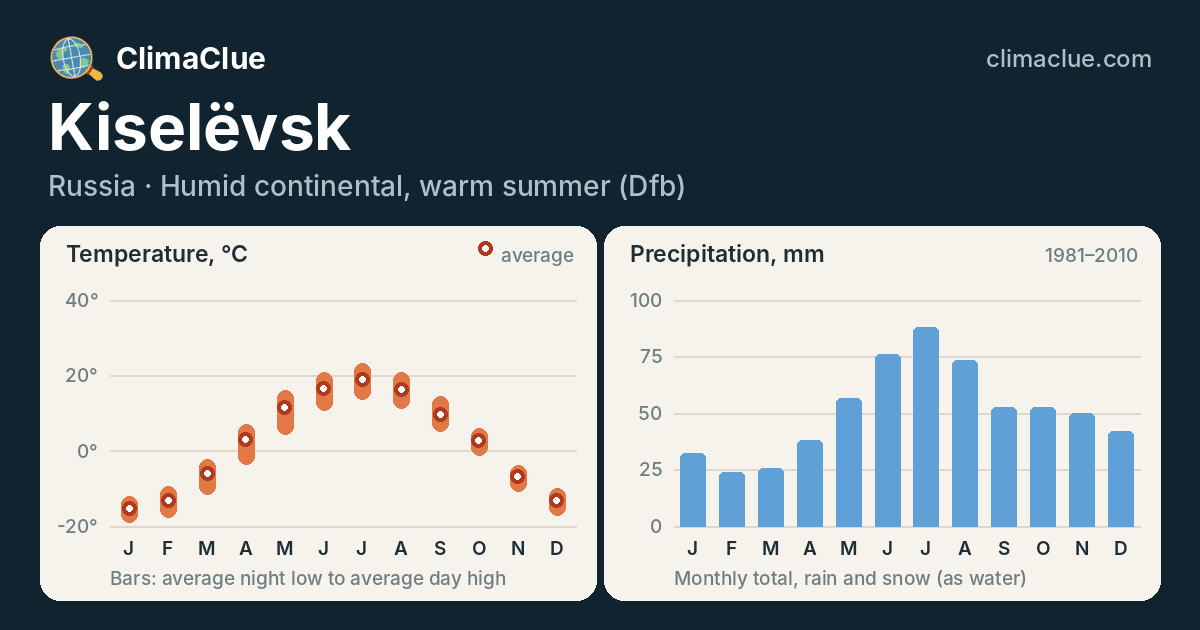 ClimaClue
climaclue.com
Kiselëvsk
Russia · Humid continental, warm summer (Dfb)
Temperature, °C
average
40°
20°
0°
-20°
J F M A M J J A S O N D
Bars: average night low to average day high
Precipitation, mm
1981–2010
100
75
50
25
0
J F M A M J J A S O N D
Monthly total, rain and snow (as water)